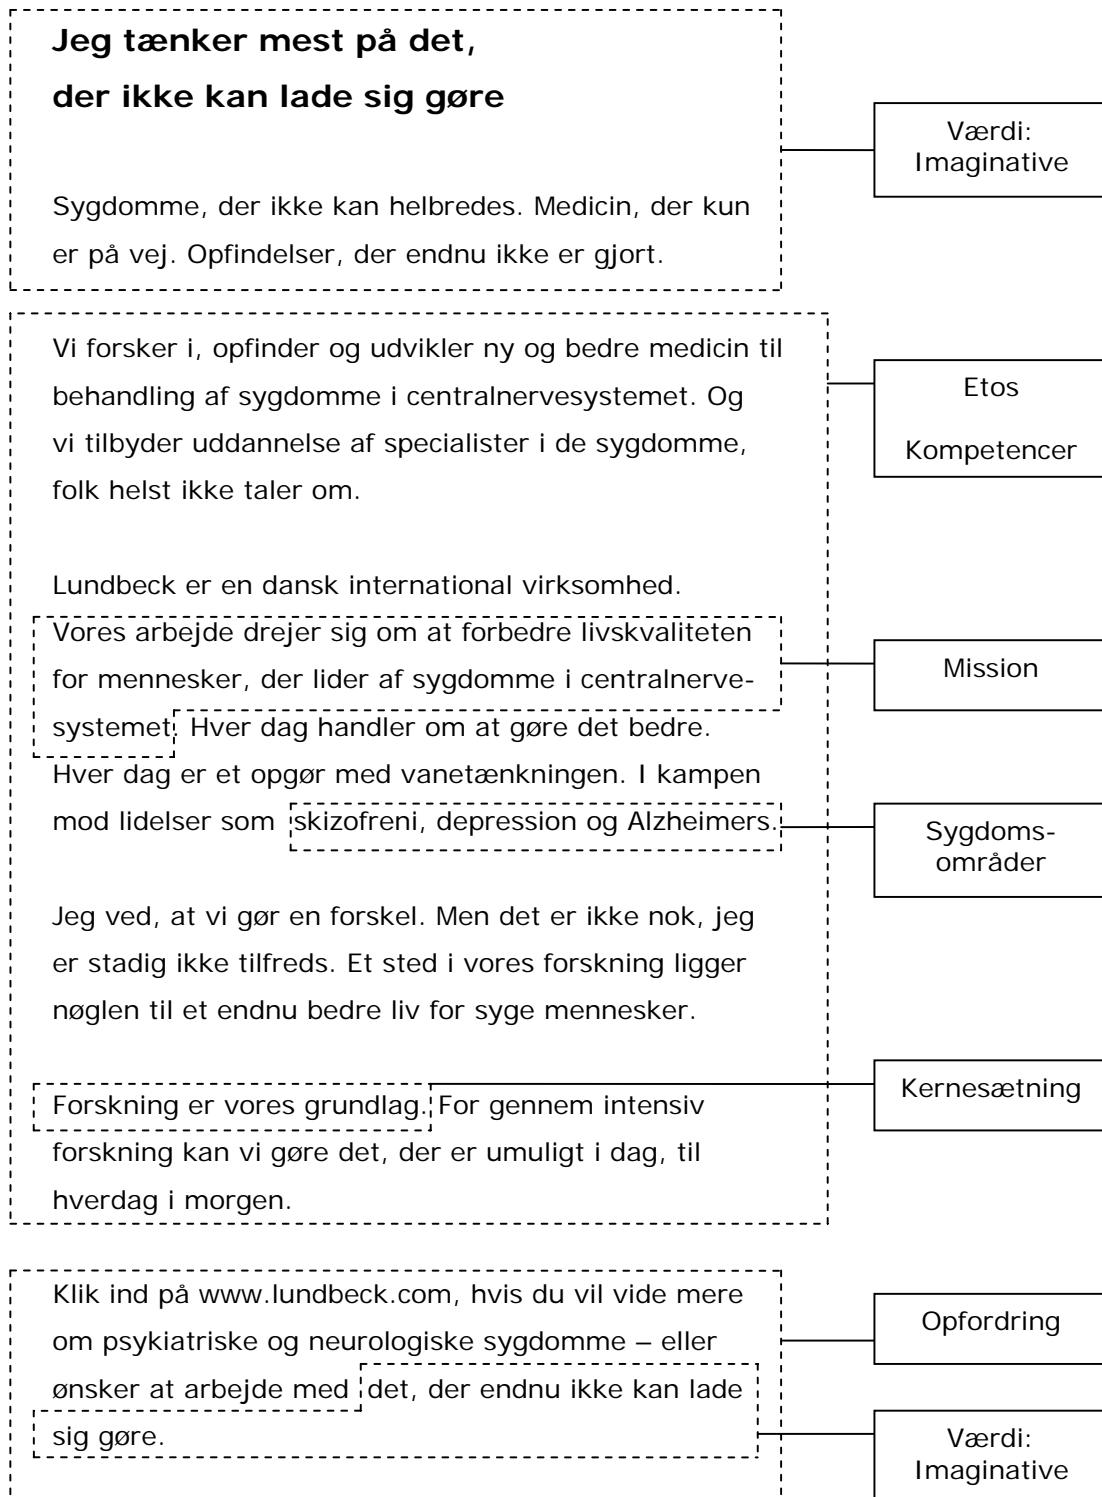 Jeg tænker mest på det,
der ikke kan lade sig gøre
Værdi:
Imaginative
Sygdomme, der ikke kan helbredes. Medicin, der kun
er på vej. Opfindelser, der endnu ikke er gjort.
Vi forsker i, opfinder og udvikler ny og bedre medicin til
behandling af sygdomme i centralnervesystemet. Og
vi tilbyder uddannelse af specialister i de sygdomme,
folk helst ikke taler om.
Etos
Kompetencer
Lundbeck er en dansk international virksomhed.
Vores arbejde drejer sig om at forbedre livskvaliteten
for mennesker, der lider af sygdomme i centralnerve-
systemet. Hver dag handler om at gøre det bedre.
Hver dag er et opgør med vanetænkningen. I kampen
mod lidelser som skizofreni, depression og Alzheimers.
Mission
Sygdoms-
områder
Jeg ved, at vi gør en forskel. Men det er ikke nok, jeg
er stadig ikke tilfreds. Et sted i vores forskning ligger
nøglen til et endnu bedre liv for syge mennesker.
Forskning er vores grundlag. For gennem intensiv
forskning kan vi gøre det, der er umuligt i dag, til
hverdag i morgen.
Kernesætning
Klik ind på www.lundbeck.com, hvis du vil vide mere
om psykiatriske og neurologiske sygdomme – eller
ønsker at arbejde med det, der endnu ikke kan lade
sig gøre.
Opfordring
Værdi:
Imaginative